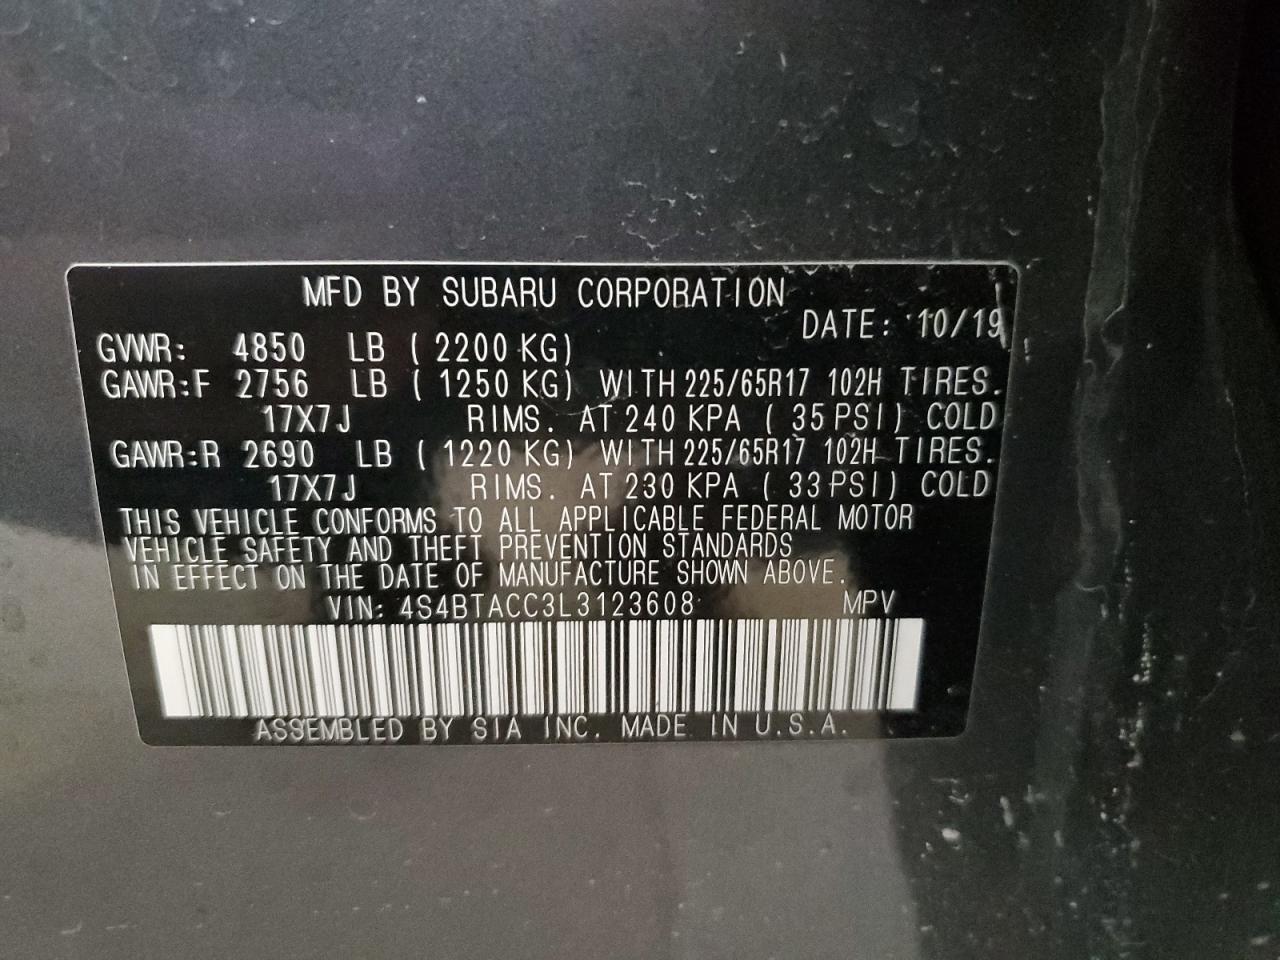 MFD BY SUBARU CORPORATION
DATE: 10/19
GVWR: 4850 LB ( 2200 KG)
GAWR:F 2756 LB ( 1250 KG) WITH 225/65R17 102H TIRES.
17X7J RIMS. AT 240 KPA ( 35 PSI) COLD
GAWR:R 2690 LB ( 1220 KG) WITH 225/65R17 102H TIRES.
17X7J RIMS. AT 230 KPA ( 33 PSI) COLD
THIS VEHICLE CONFORMS TO ALL APPLICABLE FEDERAL MOTOR
VEHICLE SAFETY AND THEFT PREVENTION STANDARDS
IN EFFECT ON THE DATE OF MANUFACTURE SHOWN ABOVE.
VIN: 4S4BTACC3L3123608 MPV
ASSEMBLED BY SIA INC. MADE IN U.S.A.